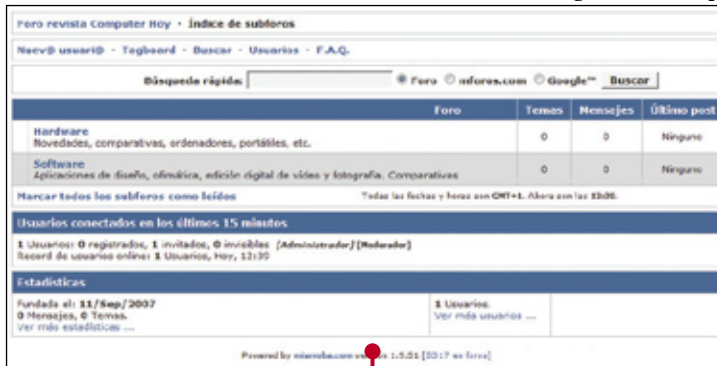 Foro revista Computer Hoy · Índice de subforos
Nuev@ usuari@ - Tagboard - Buscar - Usuarios - F.A.Q.
Búsqueda rápida: Foro mforos.com Google™ Buscar
Foro Temas Mensajes Último post
Hardware
Novedades, comparativas, ordenadores, portátiles, etc.
0 0 Ninguno
Software
Aplicaciones de diseño, ofimática, edición digital de vídeo y fotografía. Comparativas
0 0 Ninguno
Marcar todos los subforos como leídos Todas las fechas y horas son GMT+1. Ahora son las 12:39.
Usuarios conectados en los últimos 15 minutos
1 Usuarios: 0 registrados, 1 invitados, 0 invisibles [Administrador] [Moderador]
Record de usuarios online: 1 Usuarios, Hoy, 12:39
Estadísticas
Fundada el: 11/Sep/2007
0 Mensajes, 0 Temas.
Ver más estadísticas ...
1 Usuarios.
Ver más usuarios ...
Powered by miarroba.com